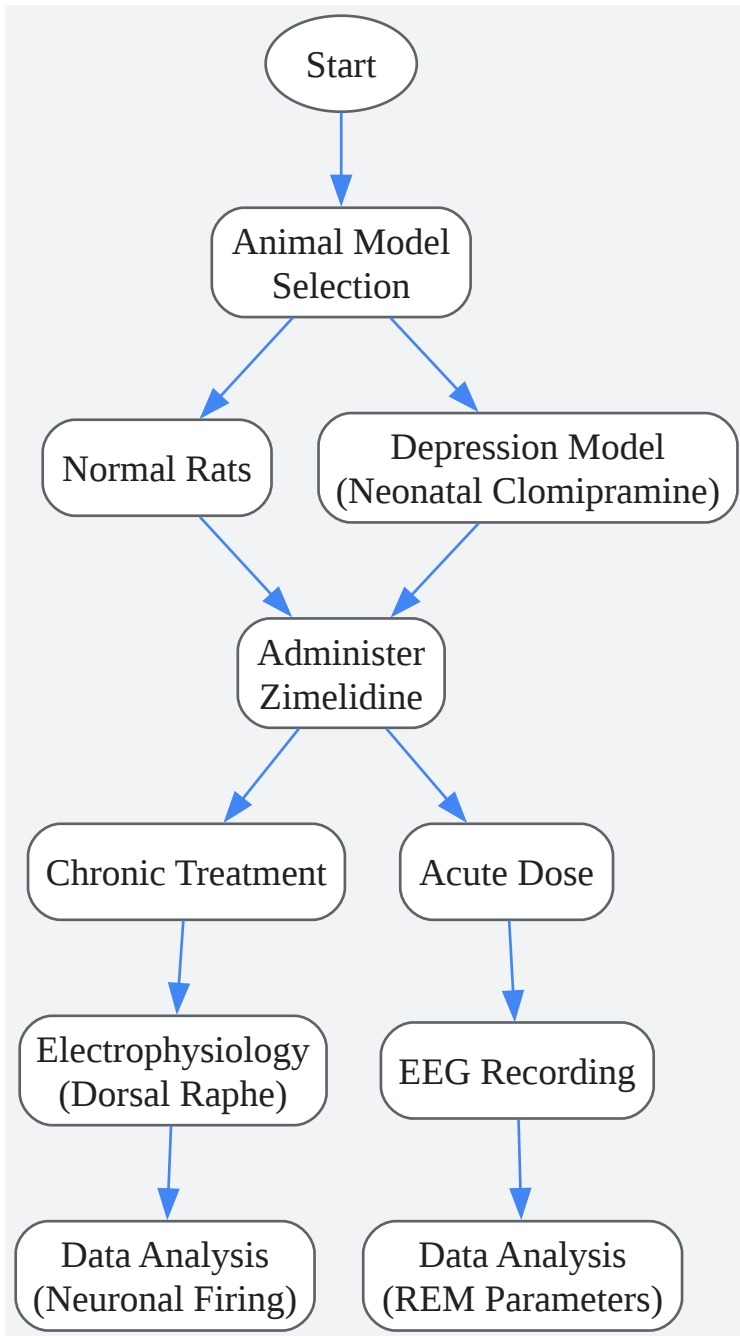 Start
Animal Model
Selection
Normal Rats
Depression Model
(Neonatal Clomipramine)
Administer
Zimelidine
Chronic Treatment
Acute Dose
Electrophysiology
(Dorsal Raphe)
EEG Recording
Data Analysis
(Neuronal Firing)
Data Analysis
(REM Parameters)